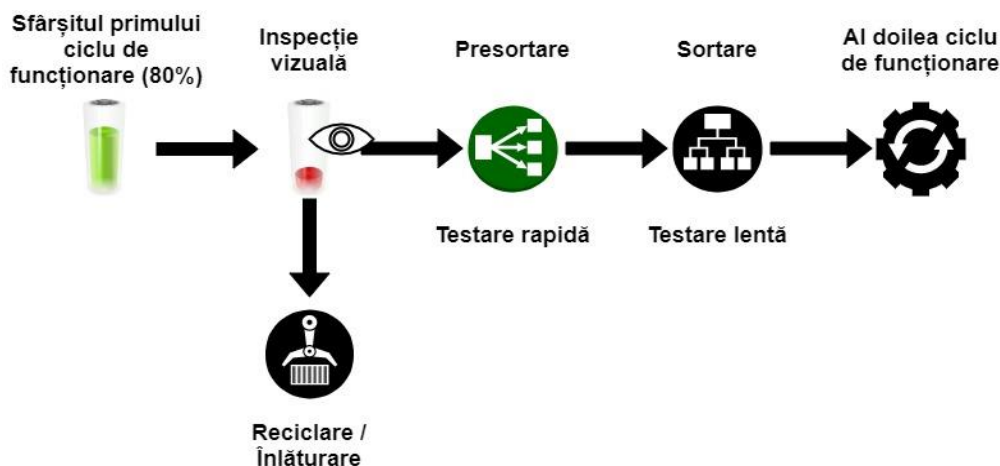 Sfârșitul primului
ciclu de
funcționare (80%)
Inspecție
vizuală
Presortare
Sortare
Al doilea ciclu
de funcționare
Testare rapidă
Testare lentă
Reciclare /
Înlăturare